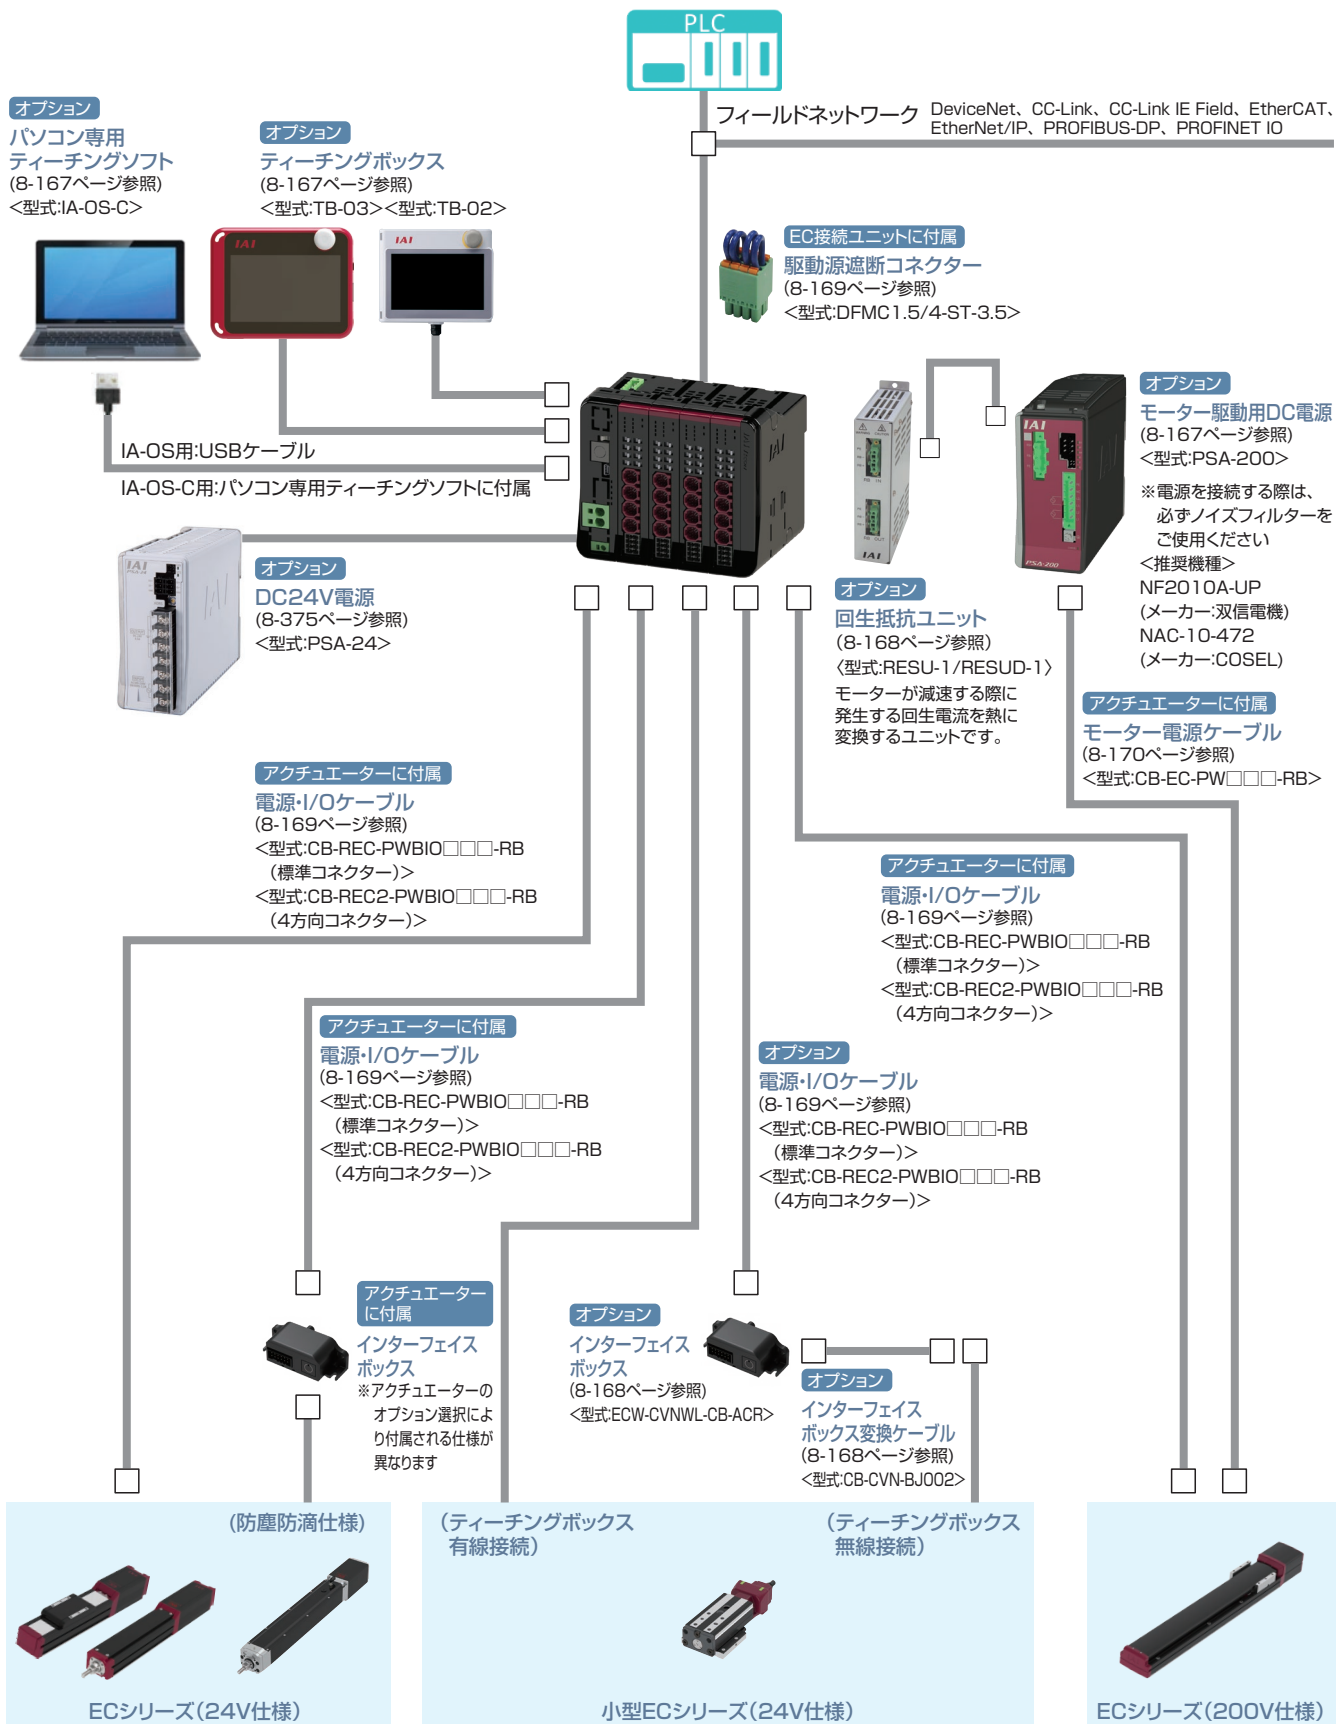 PLC
フィールドネットワーク
DeviceNet、CC-Link、CC-Link IE Field、EtherCAT、
EtherNet/IP、PROFIBUS-DP、PROFINET IO
オプション
パソコン専用
ティーチングソフト
(8-167ページ参照)
<型式:IA-OS-C>
オプション
ティーチングボックス
(8-167ページ参照)
<型式:TB-03><型式:TB-02>
IAI
IAI
EC接続ユニットに付属
駆動源遮断コネクター
(8-169ページ参照)
<型式:DFMC1.5/4-ST-3.5>
IA-OS用:USBケーブル
IA-OS-C用:パソコン専用ティーチングソフトに付属
IAI
IAI
IAI
PSA-200
オプション
モーター駆動用DC電源
(8-167ページ参照)
<型式:PSA-200>
※電源を接続する際は、
必ずノイズフィルターを
ご使用ください
<推奨機種>
NF2010A-UP
(メーカー:双信電機)
NAC-10-472
(メーカー:COSEL)
IAI
PSA-24
オプション
DC24V電源
(8-375ページ参照)
<型式:PSA-24>
オプション
回生抵抗ユニット
(8-168ページ参照)
〈型式:RESU-1/RESUD-1〉
モーターが減速する際に
発生する回生電流を熱に
変換するユニットです。
アクチュエーターに付属
モーター電源ケーブル
(8-170ページ参照)
<型式:CB-EC-PW□□□-RB>
アクチュエーターに付属
電源・I/Oケーブル
(8-169ページ参照)
<型式:CB-REC-PWBIO□□□-RB
(標準コネクター)>
<型式:CB-REC2-PWBIO□□□-RB
(4方向コネクター)>
アクチュエーターに付属
電源・I/Oケーブル
(8-169ページ参照)
<型式:CB-REC-PWBIO□□□-RB
(標準コネクター)>
<型式:CB-REC2-PWBIO□□□-RB
(4方向コネクター)>
アクチュエーターに付属
電源・I/Oケーブル
(8-169ページ参照)
<型式:CB-REC-PWBIO□□□-RB
(標準コネクター)>
<型式:CB-REC2-PWBIO□□□-RB
(4方向コネクター)>
オプション
電源・I/Oケーブル
(8-169ページ参照)
<型式:CB-REC-PWBIO□□□-RB
(標準コネクター)>
<型式:CB-REC2-PWBIO□□□-RB
(4方向コネクター)>
アクチュエーター
に付属
インターフェイス
ボックス
※アクチュエーターの
オプション選択によ
り付属される仕様が
異なります
オプション
インターフェイス
ボックス
(8-168ページ参照)
<型式:ECW-CVNWL-CB-ACR>
オプション
インターフェイス
ボックス変換ケーブル
(8-168ページ参照)
<型式:CB-CVN-BJ002>
(防塵防滴仕様)
(ティーチングボックス
有線接続)
(ティーチングボックス
無線接続)
ECシリーズ(24V仕様)
小型ECシリーズ(24V仕様)
ECシリーズ(200V仕様)